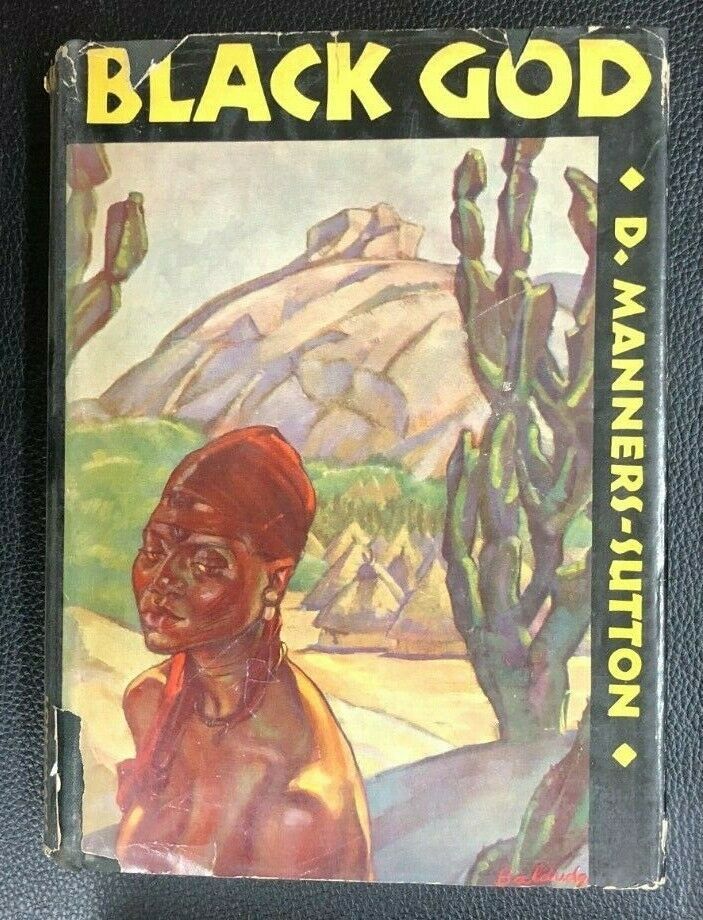 BLACK GOD
D. MANNERS-SUTTON